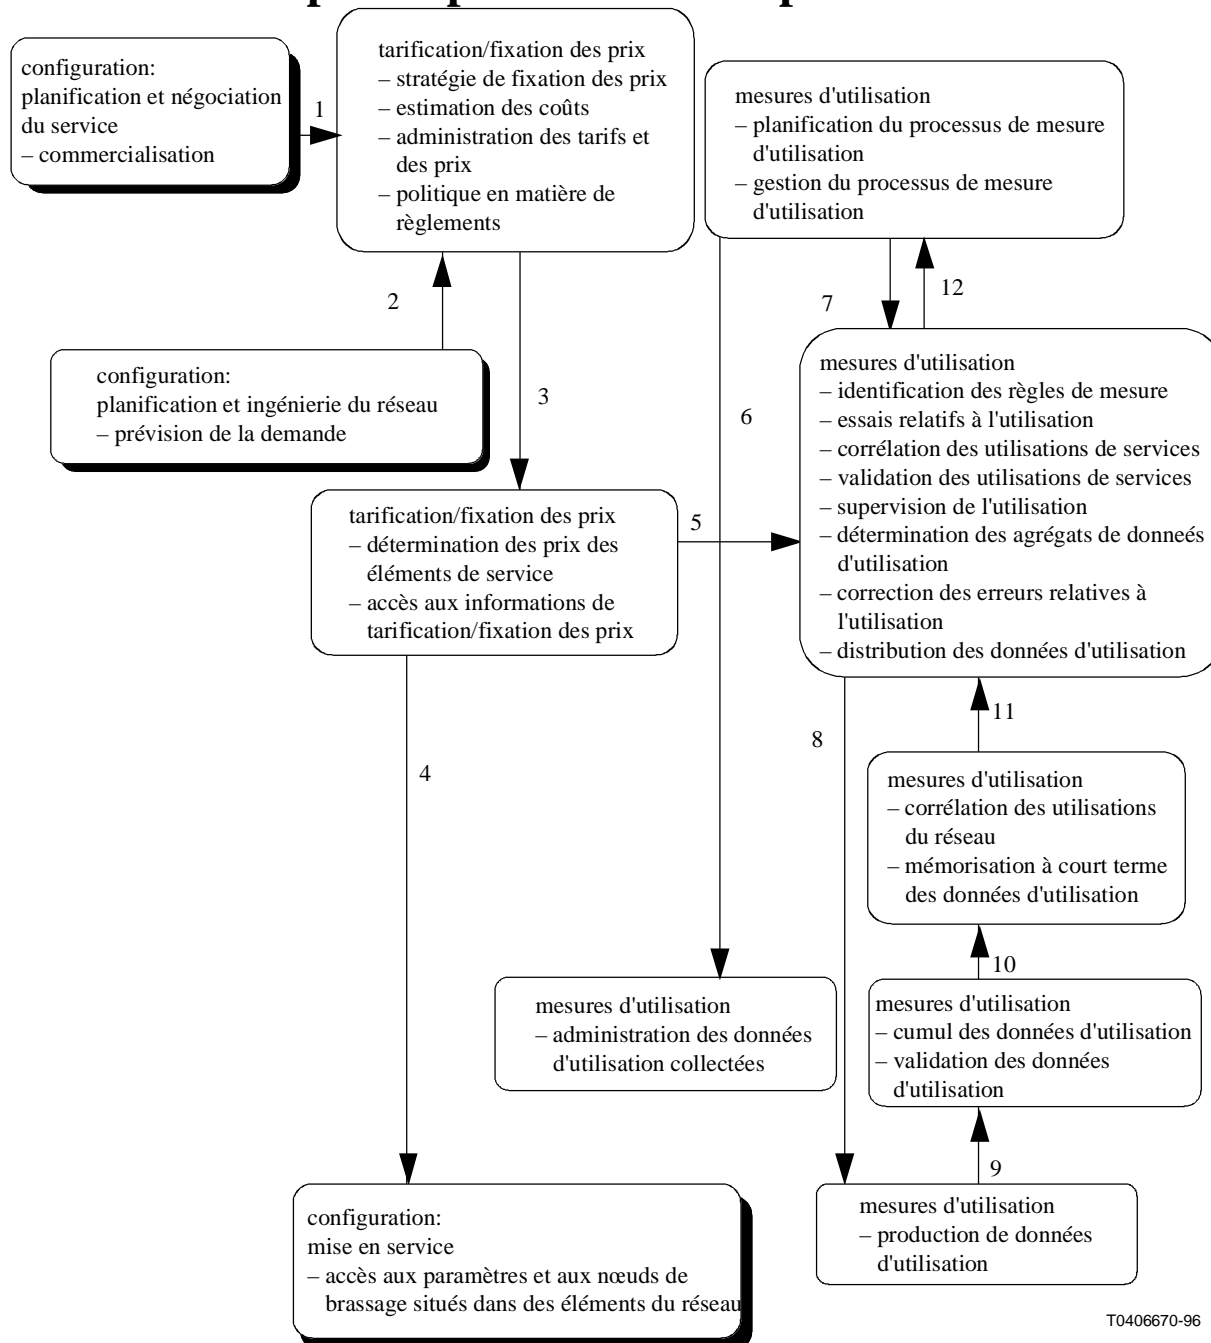 configuration:
planification et négociation
du service
– commercialisation
1
tarification/fixation des prix
– stratégie de fixation des prix
– estimation des coûts
– administration des tarifs et
des prix
– politique en matière de
règlements
mesures d'utilisation
– planification du processus de mesure
d'utilisation
– gestion du processus de mesure
d'utilisation
2
7
12
configuration:
planification et ingénierie du réseau
– prévision de la demande
3
6
mesures d'utilisation
– identification des règles de mesure
– essais relatifs à l'utilisation
– corrélation des utilisations de services
– validation des utilisations de services
– supervision de l'utilisation
– détermination des agrégats de donneés
d'utilisation
– correction des erreurs relatives à
l'utilisation
– distribution des données d'utilisation
tarification/fixation des prix
– détermination des prix des
éléments de service
– accès aux informations de
tarification/fixation des prix
5
4
8
11
mesures d'utilisation
– corrélation des utilisations
du réseau
– mémorisation à court terme
des données d'utilisation
10
mesures d'utilisation
– administration des données
d'utilisation collectées
mesures d'utilisation
– cumul des données d'utilisation
– validation des données
d'utilisation
9
configuration:
mise en service
– accès aux paramètres et aux nœuds de
brassage situés dans des éléments du réseau
mesures d'utilisation
– production de données
d'utilisation
T0406670-96